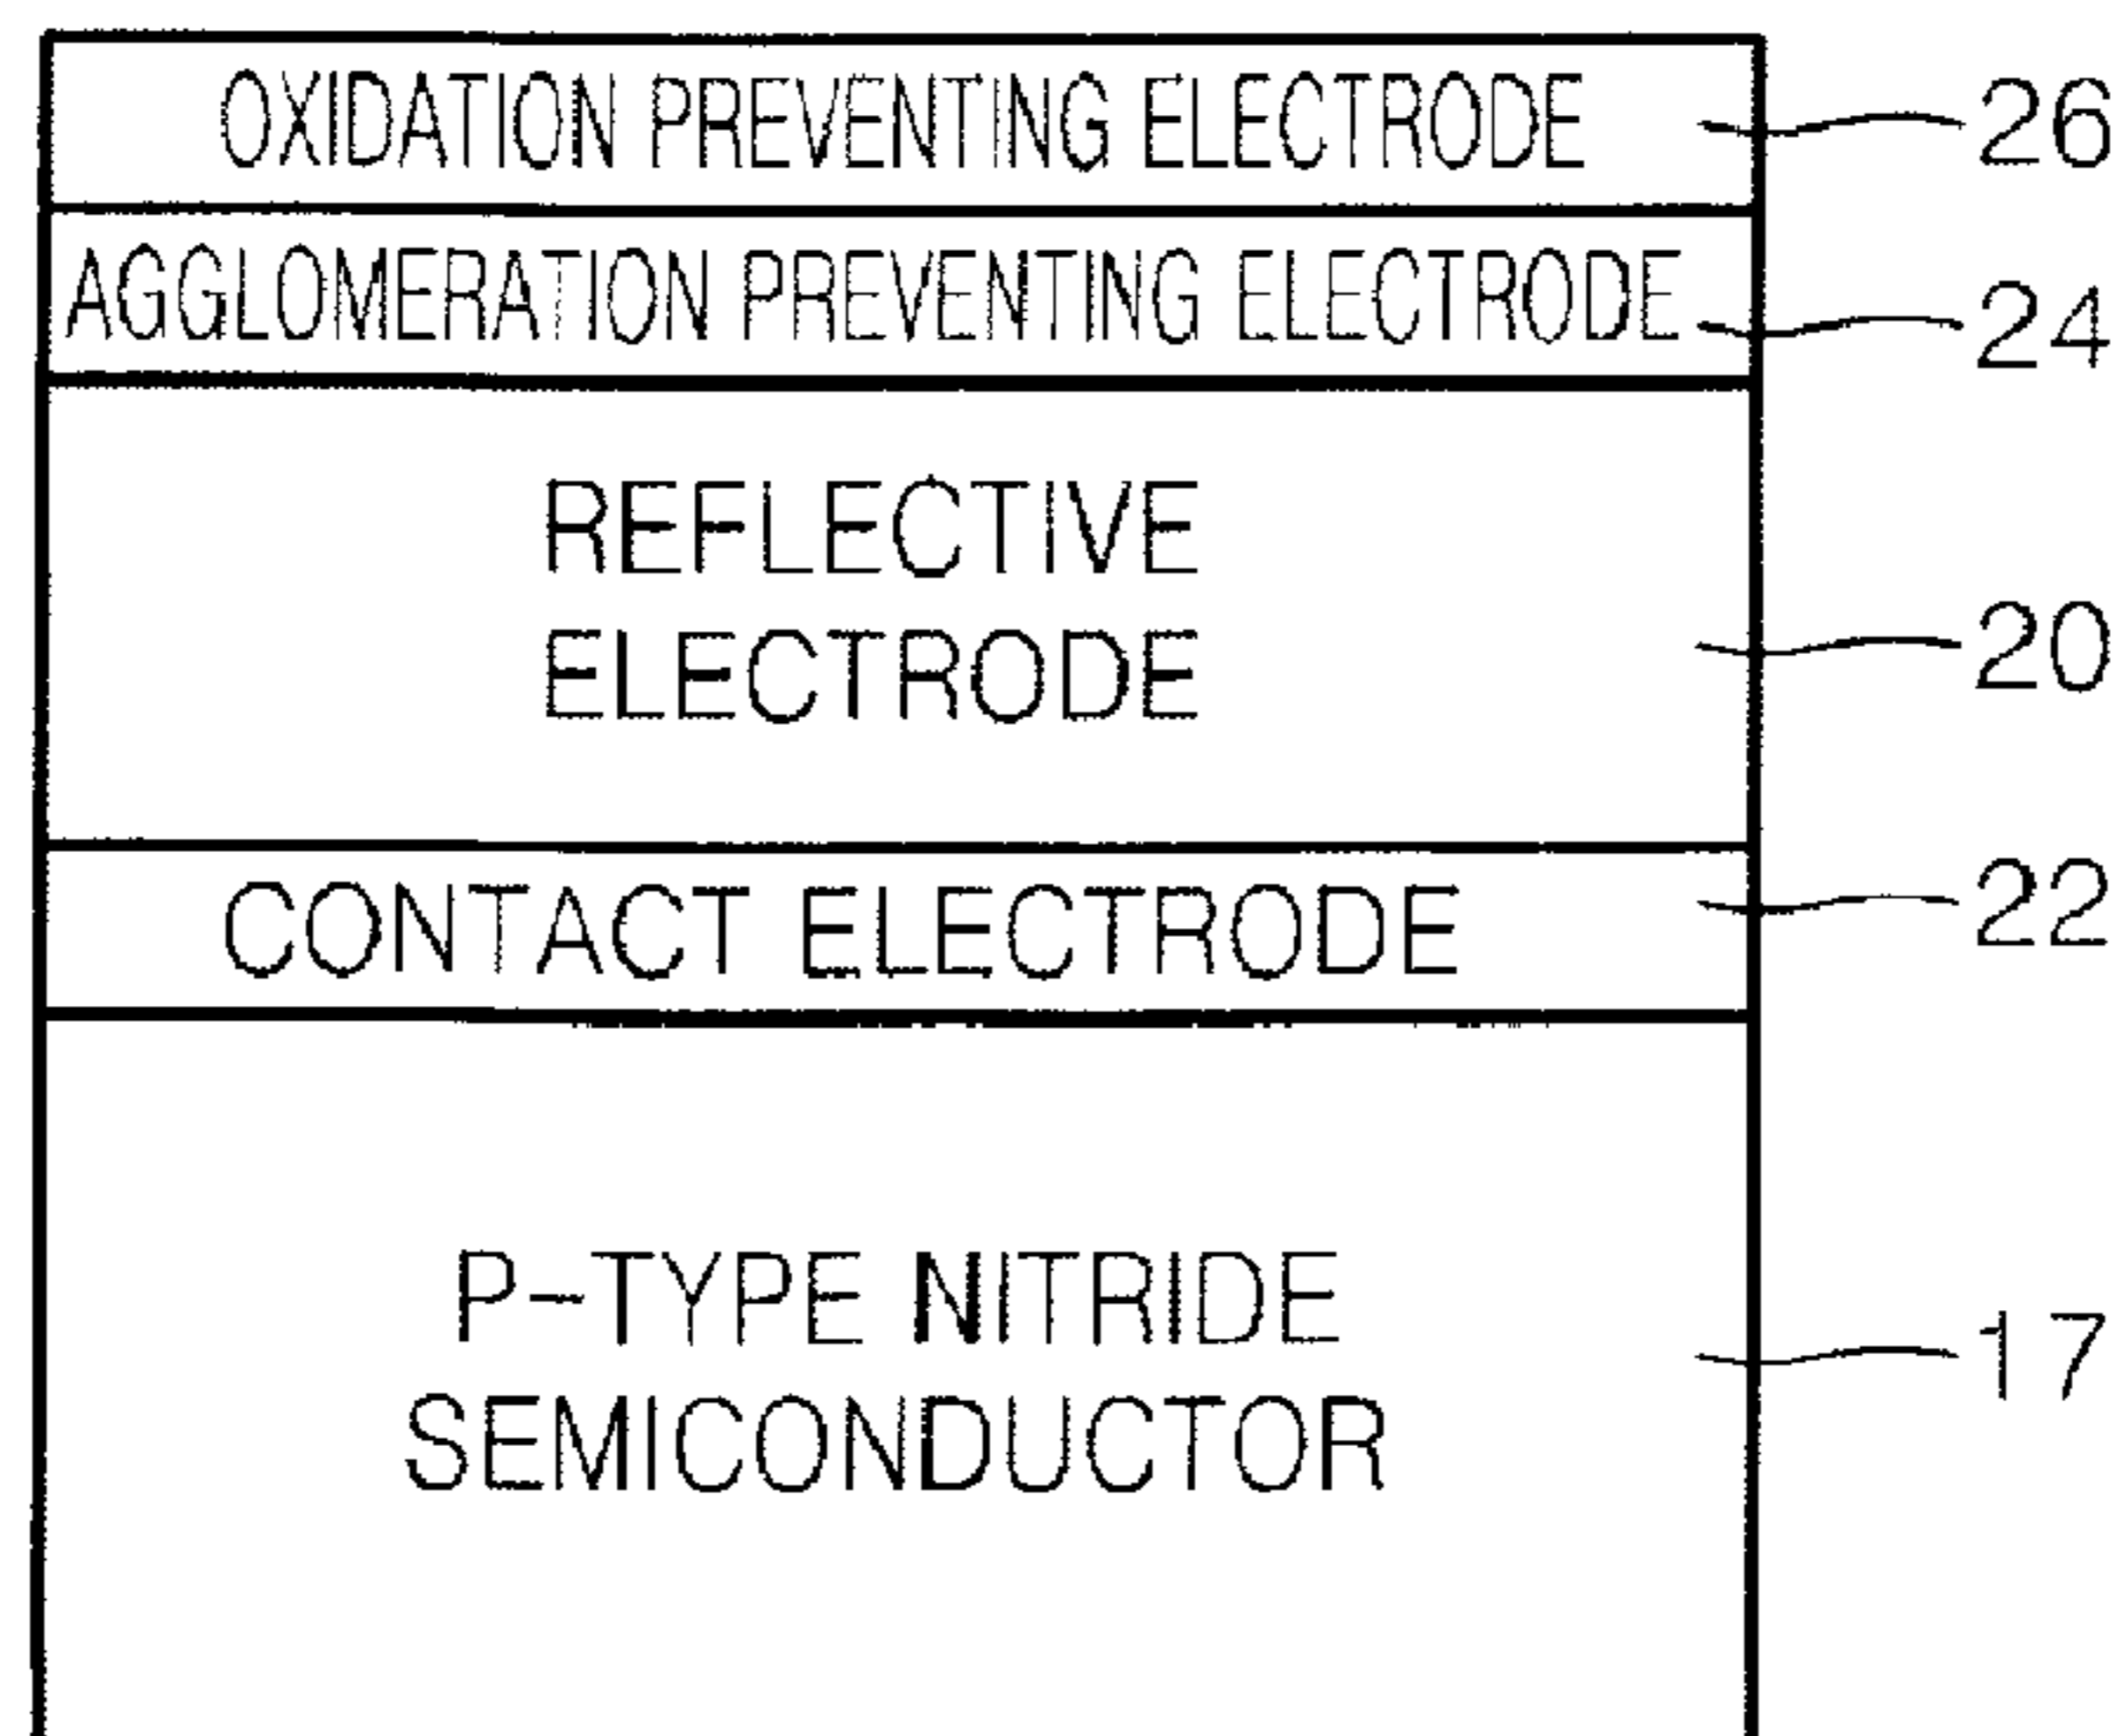 OXIDATION PREVENTING ELECTRODE 26
AGGLOMERATION PREVENTING ELECTRODE 24
REFLECTIVE
ELECTRODE 20
CONTACT ELECTRODE 22
P-TYPE NITRIDE
SEMICONDUCTOR 17